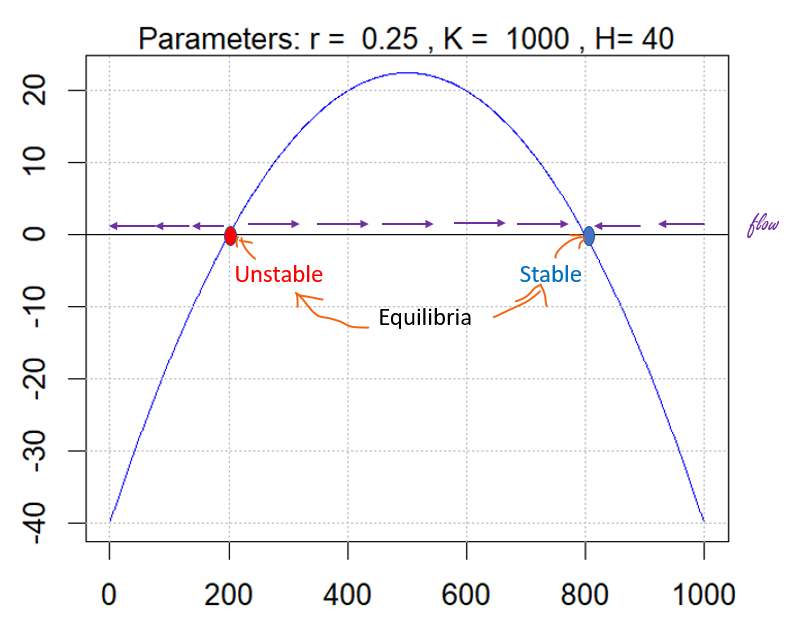 Parameters: r =  0.25 , K =  1000 , H= 40
20
10
0
flow
Unstable
Stable
-10
Equilibria
-20
-30
-40
0 200 400 600 800 1000